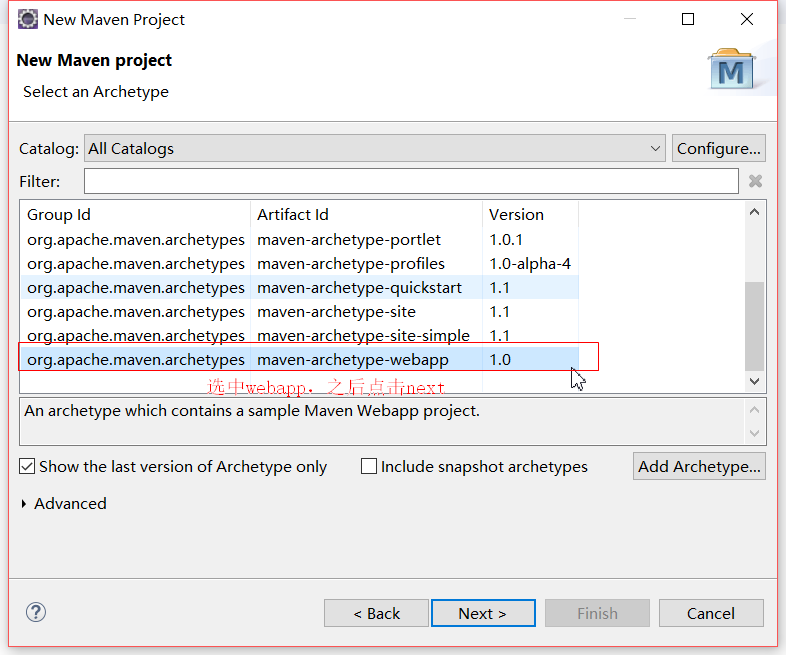 New Maven Project
New Maven project
Select an Archetype
M
Catalog: All Catalogs Configure...
Filter:
Group Id Artifact Id Version
org.apache.maven.archetypes maven-archetype-portlet 1.0.1
org.apache.maven.archetypes maven-archetype-profiles 1.0-alpha-4
org.apache.maven.archetypes maven-archetype-quickstart 1.1
org.apache.maven.archetypes maven-archetype-site 1.1
org.apache.maven.archetypes maven-archetype-site-simple 1.1
org.apache.maven.archetypes maven-archetype-webapp 1.0
选中webapp，之后点击next
An archetype which contains a sample Maven Webapp project.
Show the last version of Archetype only Include snapshot archetypes Add Archetype...
Advanced
? < Back Next > Finish Cancel